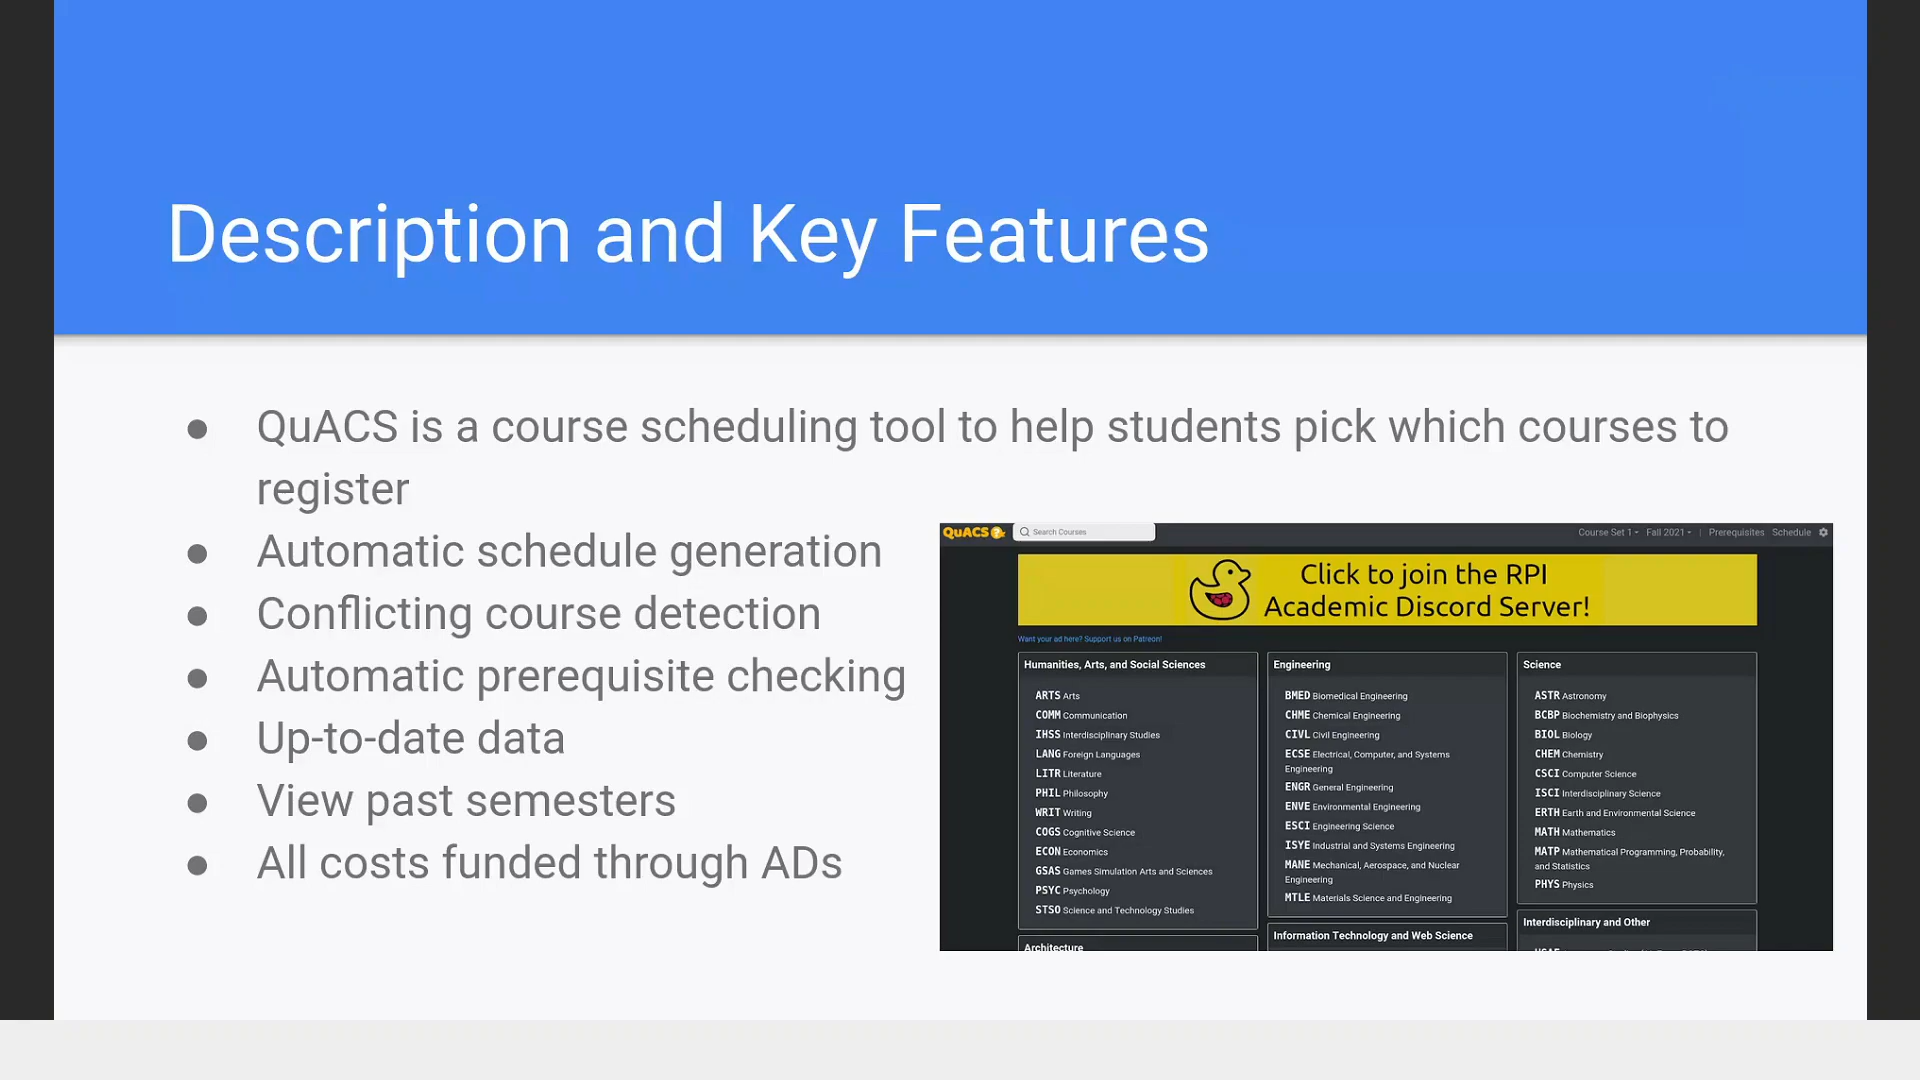 Description and Key Features
● QuACS is a course scheduling tool to help students pick which courses to
register
● Automatic schedule generation
● Conflicting course detection
● Automatic prerequisite checking
● Up-to-date data
● View past semesters
● All costs funded through ADs
QuACS
Search Courses
Course Set 1
Fall 2021
|
Prerequisites
Schedule
Click to join the RPI
Academic Discord Server!
Want your ad here? Support us on Patreon!
Humanities, Arts, and Social Sciences
ARTS Arts
COMM Communication
IHSS Interdisciplinary Studies
LANG Foreign Languages
LITR Literature
PHIL Philosophy
WRIT Writing
COGS Cognitive Science
ECON Economics
GSAS Games Simulation Arts and Sciences
PSYC Psychology
STSO Science and Technology Studies
Architecture
Engineering
BMED Biomedical Engineering
CHME Chemical Engineering
CIVL Civil Engineering
ECSE Electrical, Computer, and Systems
Engineering
ENGR General Engineering
ENVE Environmental Engineering
ESCI Engineering Science
ISYE Industrial and Systems Engineering
MANE Mechanical, Aerospace, and Nuclear
Engineering
MTLE Materials Science and Engineering
Information Technology and Web Science
Science
ASTR Astronomy
BCBP Biochemistry and Biophysics
BIOL Biology
CHEM Chemistry
CSCI Computer Science
ISCI Interdisciplinary Science
ERTH Earth and Environmental Science
MATH Mathematics
MATP Mathematical Programming, Probability,
and Statistics
PHYS Physics
Interdisciplinary and Other